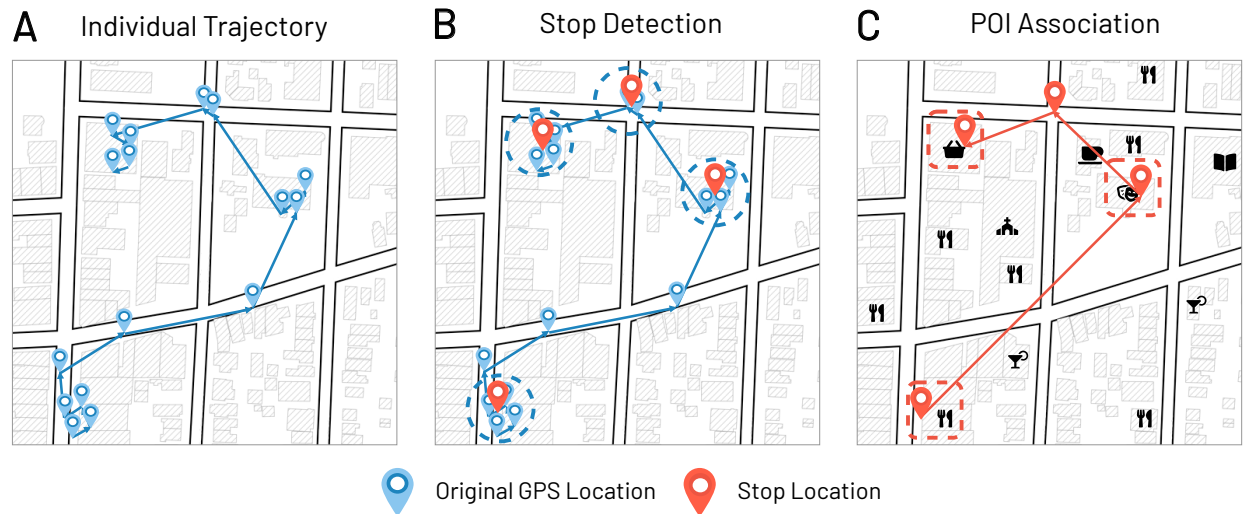 A Individual Trajectory
B Stop Detection
C POI Association
Original GPS Location
Stop Location